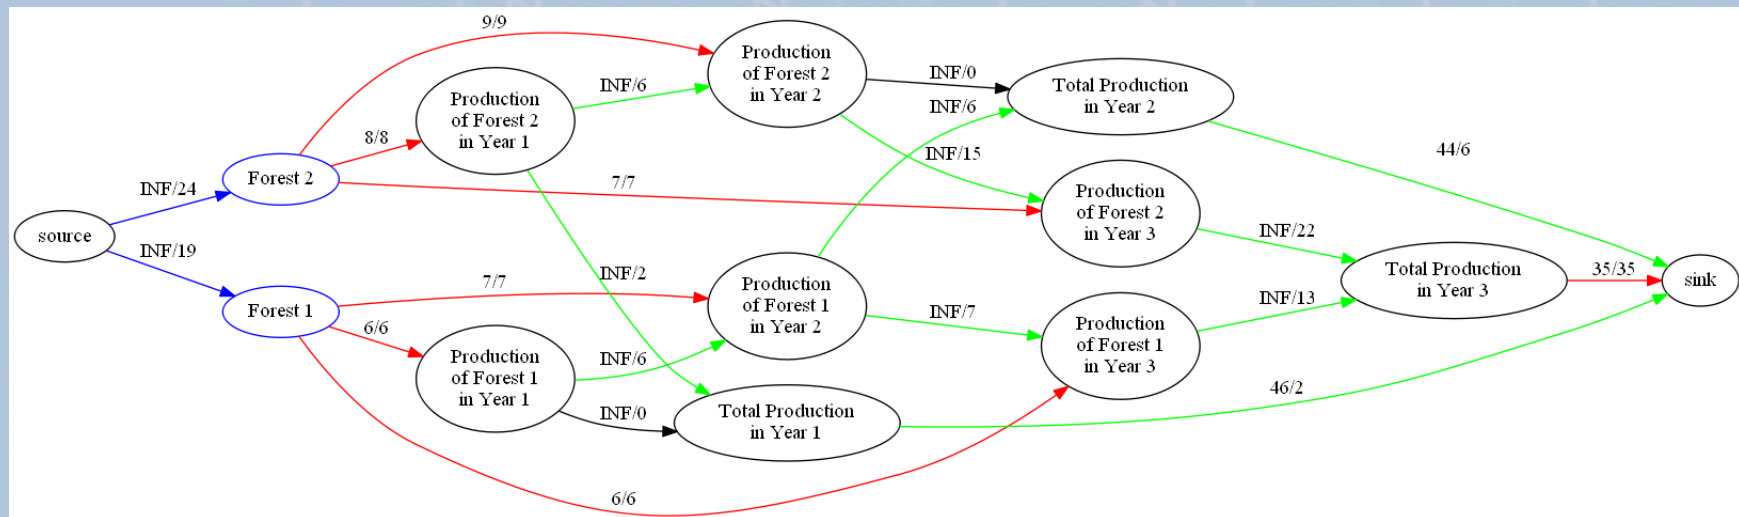 9/9
Production
of Forest 2
in Year 2
INF/0
Total Production
in Year 2
Production
of Forest 2
in Year 1
INF/6
INF/6
8/8
INF/15
44/6
Forest 2
INF/24
7/7
Production
of Forest 2
in Year 3
source
INF/22
INF/19
INF/2
7/7
Production
of Forest 1
in Year 2
Total Production
in Year 3
35/35
sink
Forest 1
INF/13
INF/7
6/6
Production
of Forest 1
in Year 3
Production
of Forest 1
in Year 1
INF/6
46/2
INF/0
Total Production
in Year 1
6/6